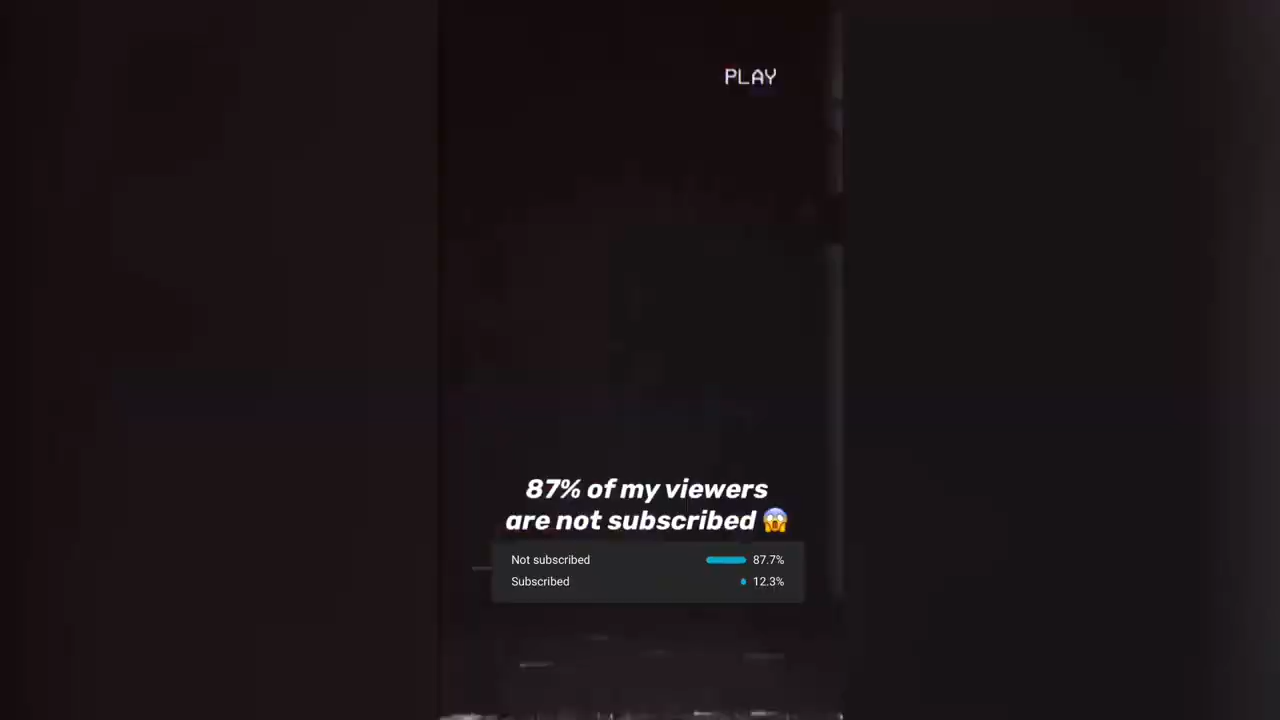 PLAY
87% of my viewers
are not subscribed 😱
Not subscribed 87.7%
Subscribed 12.3%